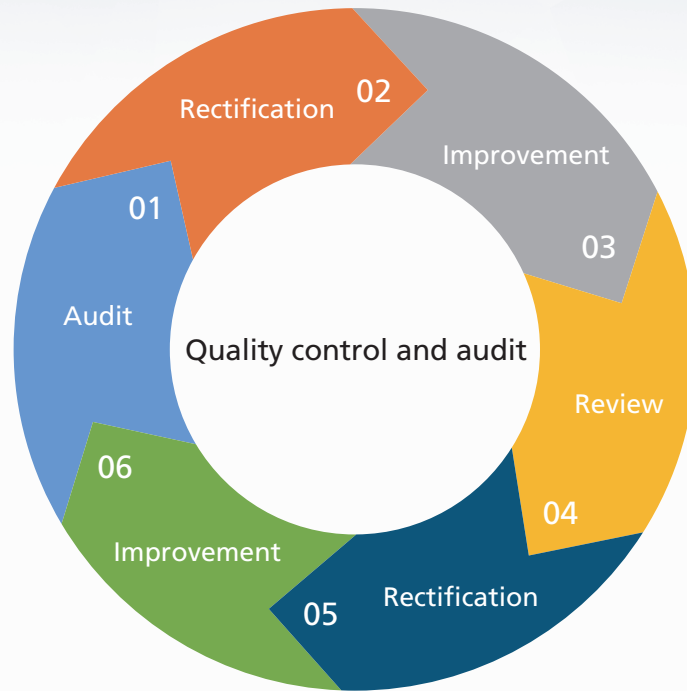 01
Audit
02
Rectification
03
Improvement
04
Review
05
Rectification
06
Improvement
Quality control and audit